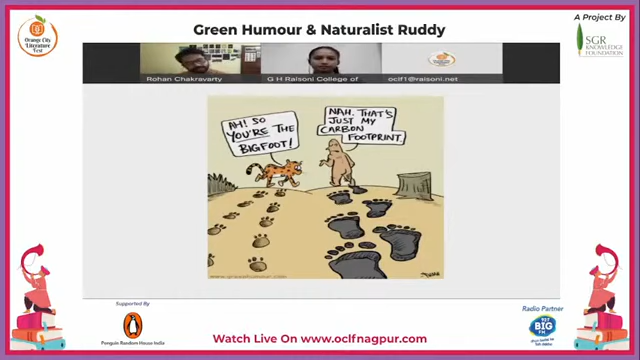 Green Humour & Naturalist Ruddy
A Project By
Orange City
Literature
Fest
SGR
KNOWLEDGE
FOUNDATION
Rohan Chakravarty
G H Raisoni College of
oclf1@raisoni.net
AH! SO
YOU'RE THE
BIGFOOT!
NAH. THAT'S
JUST MY
CARBON
FOOTPRINT.
www.greenhumour.com
Supported By
Penguin Random House India
Radio Partner
BIG
FM
Watch Live On www.oclfnagpur.com